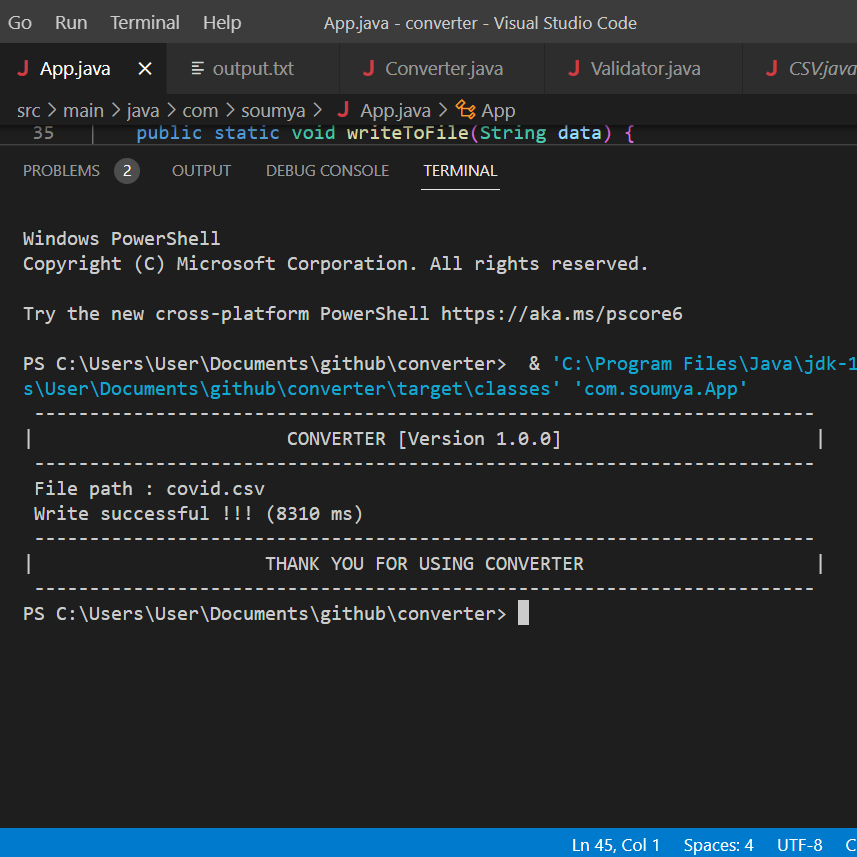 Go Run Terminal Help App.java - converter - Visual Studio Code
App.java output.txt Converter.java Validator.java CSV.java
src > main > java > com > soumya > App.java > App
35 public static void writeToFile(String data) {
PROBLEMS 2 OUTPUT DEBUG CONSOLE TERMINAL
Windows PowerShell
Copyright (C) Microsoft Corporation. All rights reserved.
Try the new cross-platform PowerShell https://aka.ms/pscore6
PS C:\Users\User\Documents\github\converter>  & 'C:\Program Files\Java\jdk-1
s\User\Documents\github\converter\target\classes' 'com.soumya.App'
-----------------------------------------------------------------------
| CONVERTER [Version 1.0.0] |
-----------------------------------------------------------------------
File path : covid.csv
Write successful !!! (8310 ms)
-----------------------------------------------------------------------
| THANK YOU FOR USING CONVERTER |
-----------------------------------------------------------------------
PS C:\Users\User\Documents\github\converter>
Ln 45, Col 1 Spaces: 4 UTF-8 C